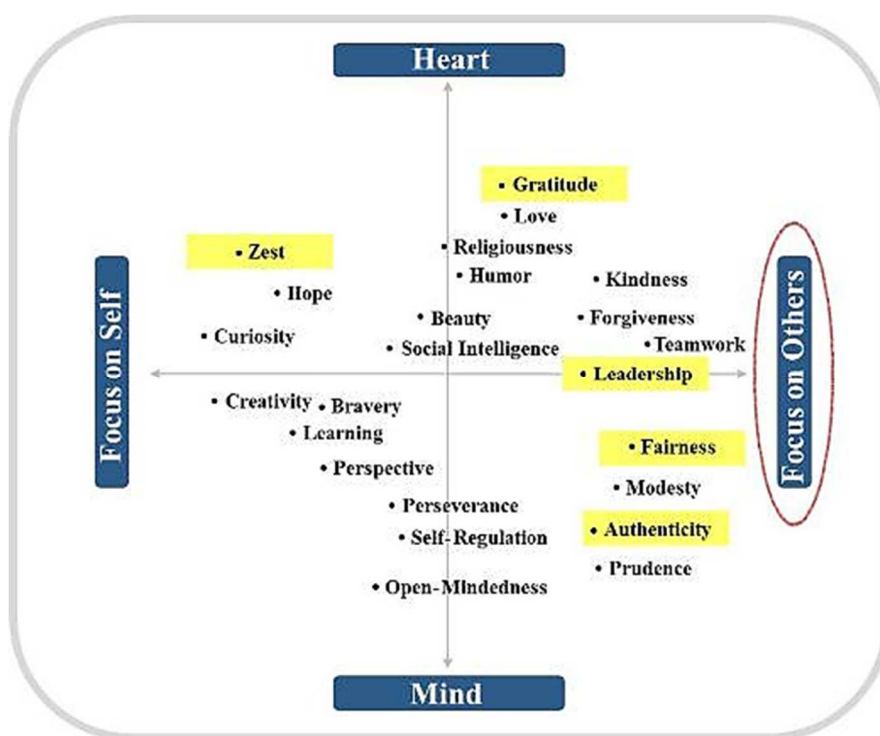 Heart
• Gratitude
• Love
• Religiousness
• Zest
• Humor
• Kindness
• Hope
• Beauty
• Forgiveness
• Curiosity
• Teamwork
• Social Intelligence
Focus on Self
• Leadership
Focus on Others
• Creativity
• Bravery
• Learning
• Fairness
• Perspective
• Modesty
• Perseverance
• Authenticity
• Self-Regulation
• Prudence
• Open-Mindedness
Mind